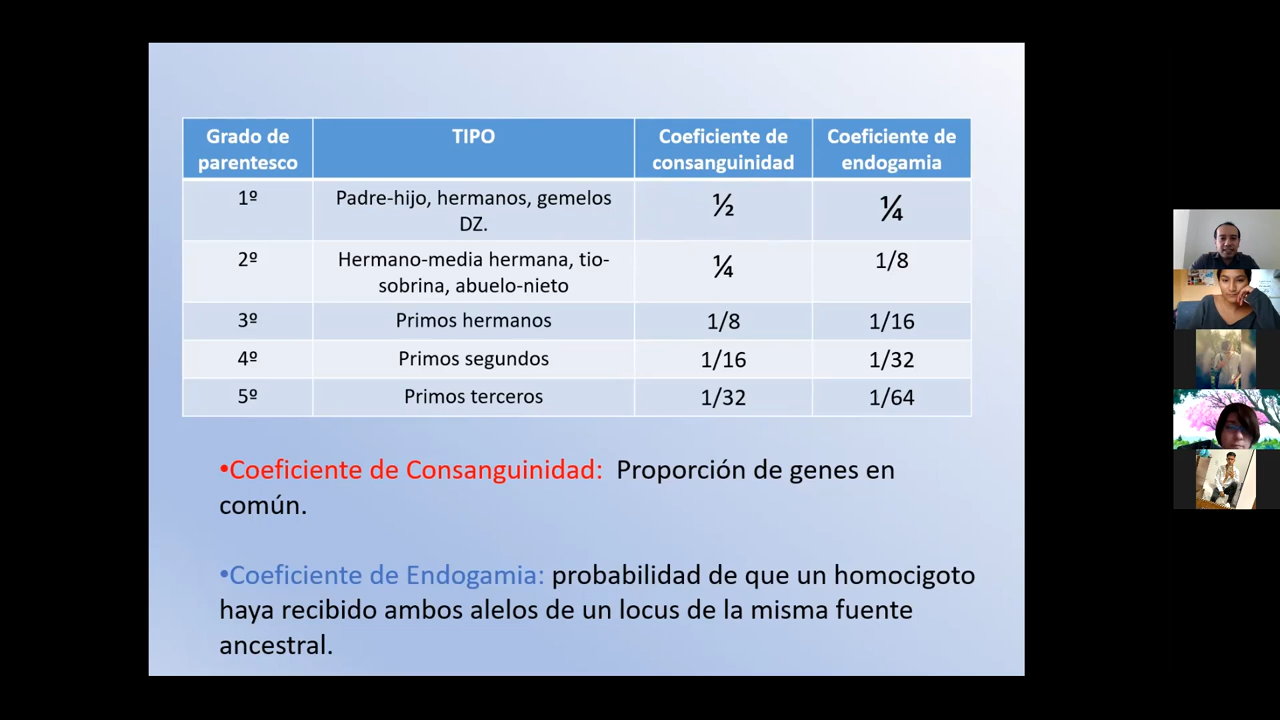 Grado de parentesco
TIPO
Coeficiente de consanguinidad
Coeficiente de endogamia
1º
Padre-hijo, hermanos, gemelos
DZ.
½
¼
2º
Hermano-media hermana, tio-
sobrina, abuelo-nieto
¼
1/8
3º
Primos hermanos
1/8
1/16
4º
Primos segundos
1/16
1/32
5º
Primos terceros
1/32
1/64
•Coeficiente de Consanguinidad: Proporción de genes en
común.
•Coeficiente de Endogamia: probabilidad de que un homocigoto
haya recibido ambos alelos de un locus de la misma fuente
ancestral.